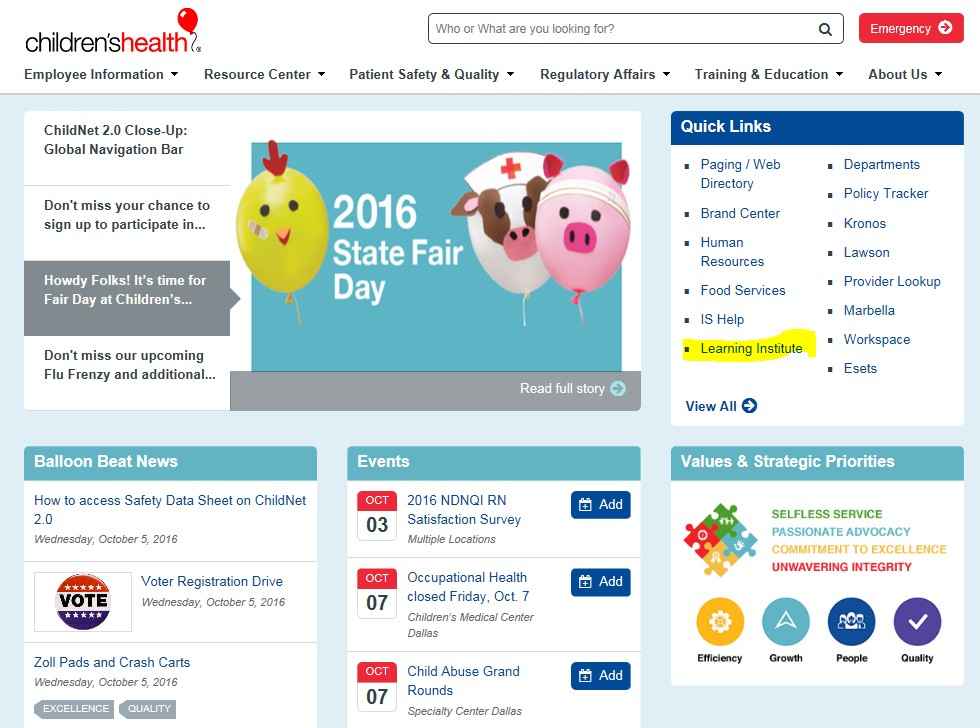 children'shealth
Who or What are you looking for?
Emergency
Employee Information
Resource Center
Patient Safety & Quality
Regulatory Affairs
Training & Education
About Us
ChildNet 2.0 Close-Up:
Global Navigation Bar
Don't miss your chance to
sign up to participate in...
Howdy Folks! It's time for
Fair Day at Children's...
Don't miss our upcoming
Flu Frenzy and additional...
2016
State Fair
Day
Read full story
Quick Links
Paging / Web
Directory
Brand Center
Human
Resources
Food Services
IS Help
Learning Institute
Departments
Policy Tracker
Kronos
Lawson
Provider Lookup
Marbella
Workspace
Esets
View All
Balloon Beat News
How to access Safety Data Sheet on ChildNet
2.0
Wednesday, October 5, 2016
VOTE
Voter Registration Drive
Wednesday, October 5, 2016
Zoll Pads and Crash Carts
Wednesday, October 5, 2016
EXCELLENCE
QUALITY
Events
OCT
03
2016 NDNQI RN
Satisfaction Survey
Multiple Locations
Add
OCT
07
Occupational Health
closed Friday, Oct. 7
Children's Medical Center
Dallas
Add
OCT
07
Child Abuse Grand
Rounds
Specialty Center Dallas
Add
Values & Strategic Priorities
SELFLESS SERVICE
PASSIONATE ADVOCACY
COMMITMENT TO EXCELLENCE
UNWAVERING INTEGRITY
Efficiency
Growth
People
Quality